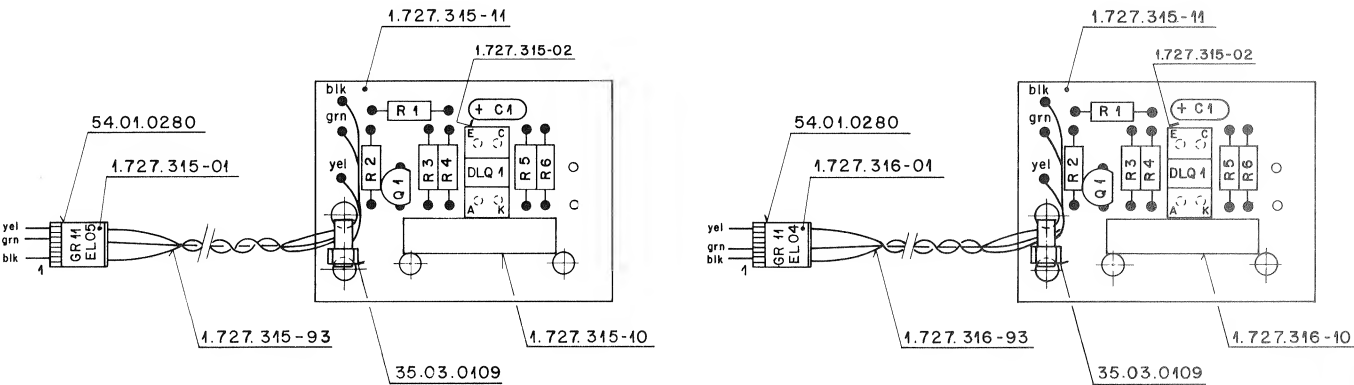 1.727.315-11
1.727.315-02
blk
grn
yel
R 1
+ C1
R 2
Q 1
R 3
R 4
E C
DLQ 1
A K
R 5
R 6
54.01.0280
1.727.315-01
yel
grn
blk
1
GR 11
EL05
1.727.315-93
35.03.0109
1.727.315-10
1.727.315-11
1.727.315-02
blk
grn
yel
R 1
+ C1
R 2
Q 1
R 3
R 4
E C
DLQ 1
A K
R 5
R 6
54.01.0280
1.727.316-01
yel
grn
blk
1
GR 11
EL04
1.727.316-93
35.03.0109
1.727.316-10